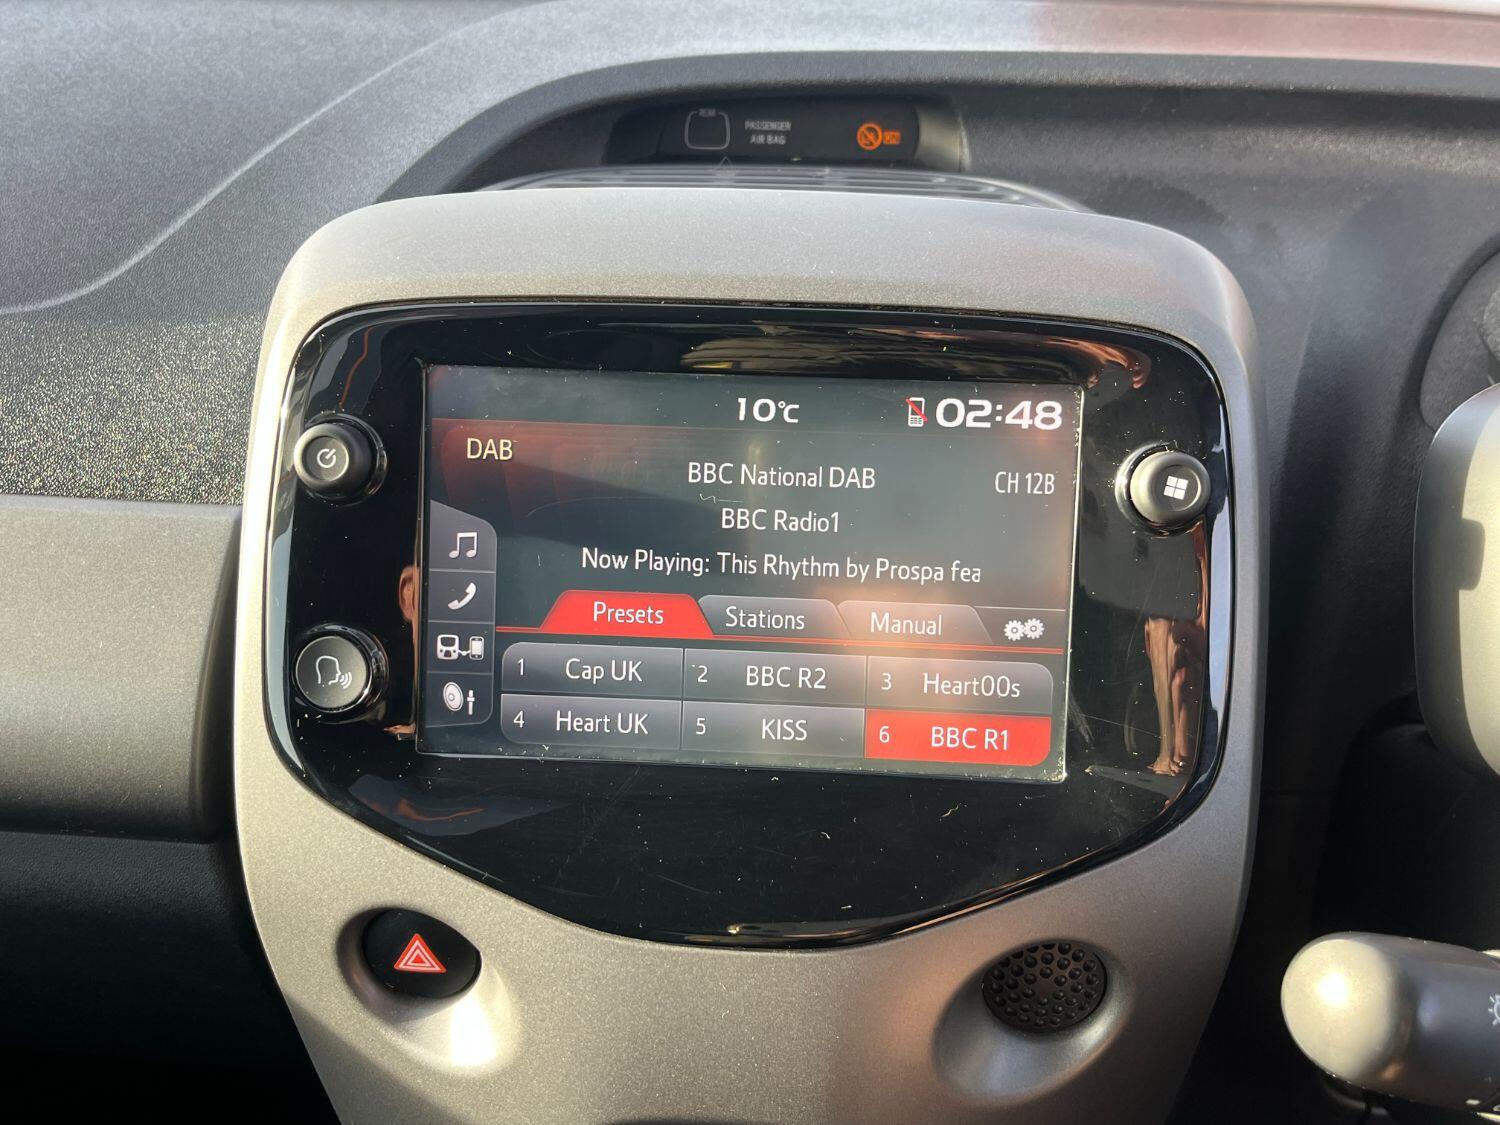 REAR
PASSENGER
AIR BAG
ON
10°C
02:48
DAB
BBC National DAB
CH 12B
BBC Radio1
Now Playing: This Rhythm by Prospa fea
Presets
Stations
Manual
1 Cap UK
2 BBC R2
3 Heart00s
4 Heart UK
5 KISS
6 BBC R1